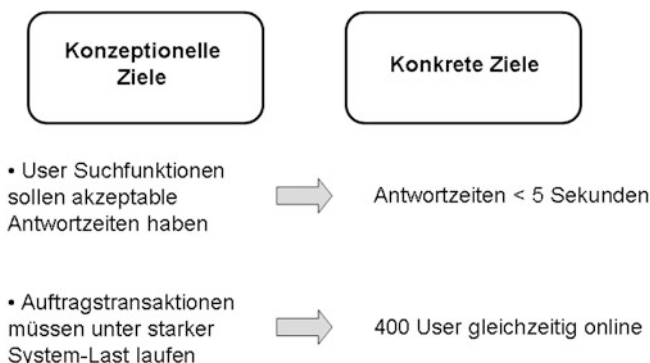 Konzeptionelle
Ziele
Konkrete Ziele
• User Suchfunktionen
sollen akzeptable
Antwortzeiten haben
Antwortzeiten < 5 Sekunden
• Auftragstransaktionen
müssen unter starker
System-Last laufen
400 User gleichzeitig online